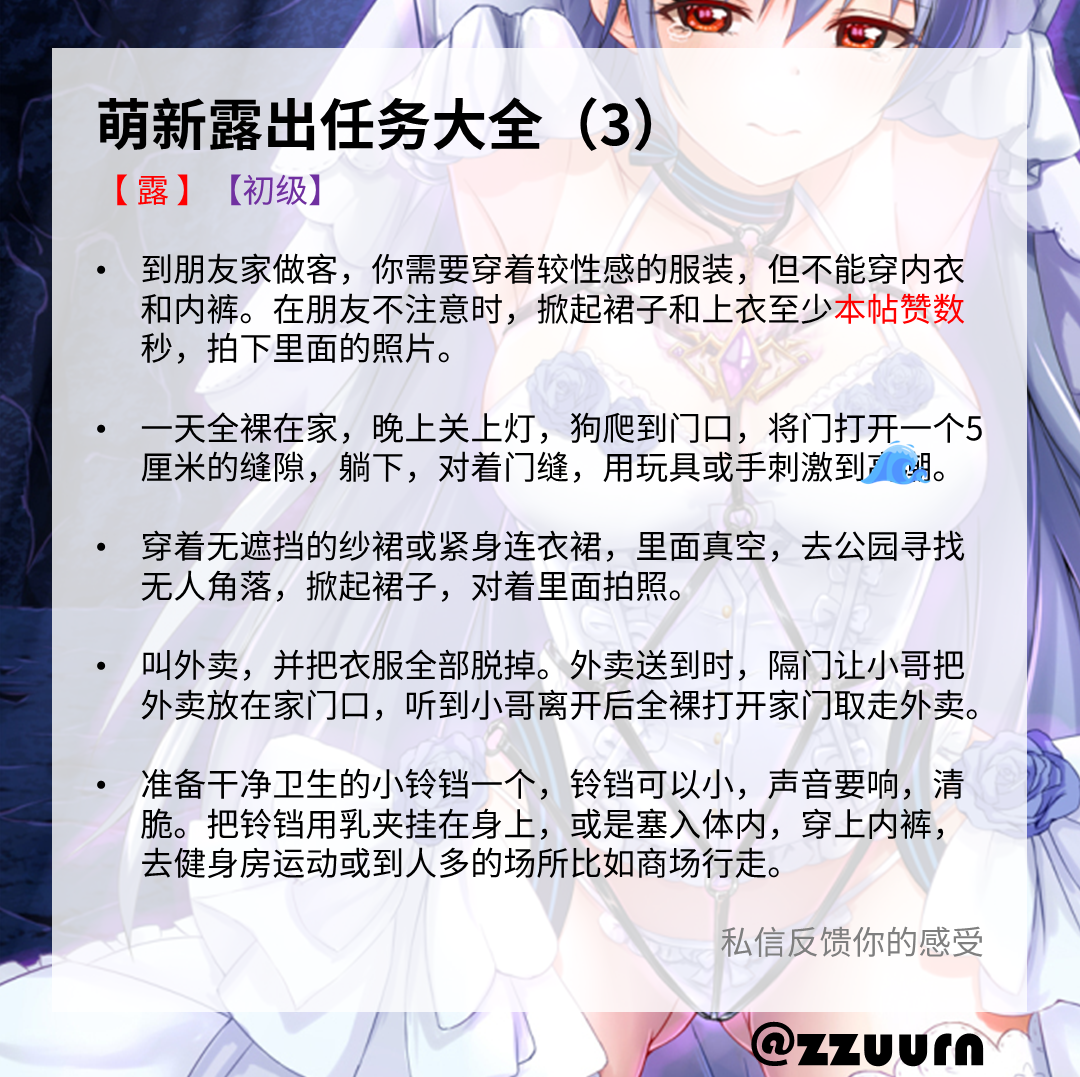 萌新露出任务大全（3）
【露】【初级】
• 到朋友家做客，你需要穿着较性感的服装，但不能穿内衣
和内裤。在朋友不注意时，掀起裙子和上衣至少本帖赞数
秒，拍下里面的照片。
• 一天全裸在家，晚上关上灯，狗爬到门口，将门打开一个5
厘米的缝隙，躺下，对着门缝，用玩具或手刺激到。
• 穿着无遮挡的纱裙或紧身连衣裙，里面真空，去公园寻找
无人角落，掀起裙子，对着里面拍照。
• 叫外卖，并把衣服全部脱掉。外卖送到时，隔门让小哥把
外卖放在家门口，听到小哥离开后全裸打开家门取走外卖。
• 准备干净卫生的小铃铛一个，铃铛可以小，声音要响，清
脆。把铃铛用乳夹挂在身上，或是塞入体内，穿上内裤，
去健身房运动或到人多的场所比如商场行走。
私信反馈你的感受
@zzuurn